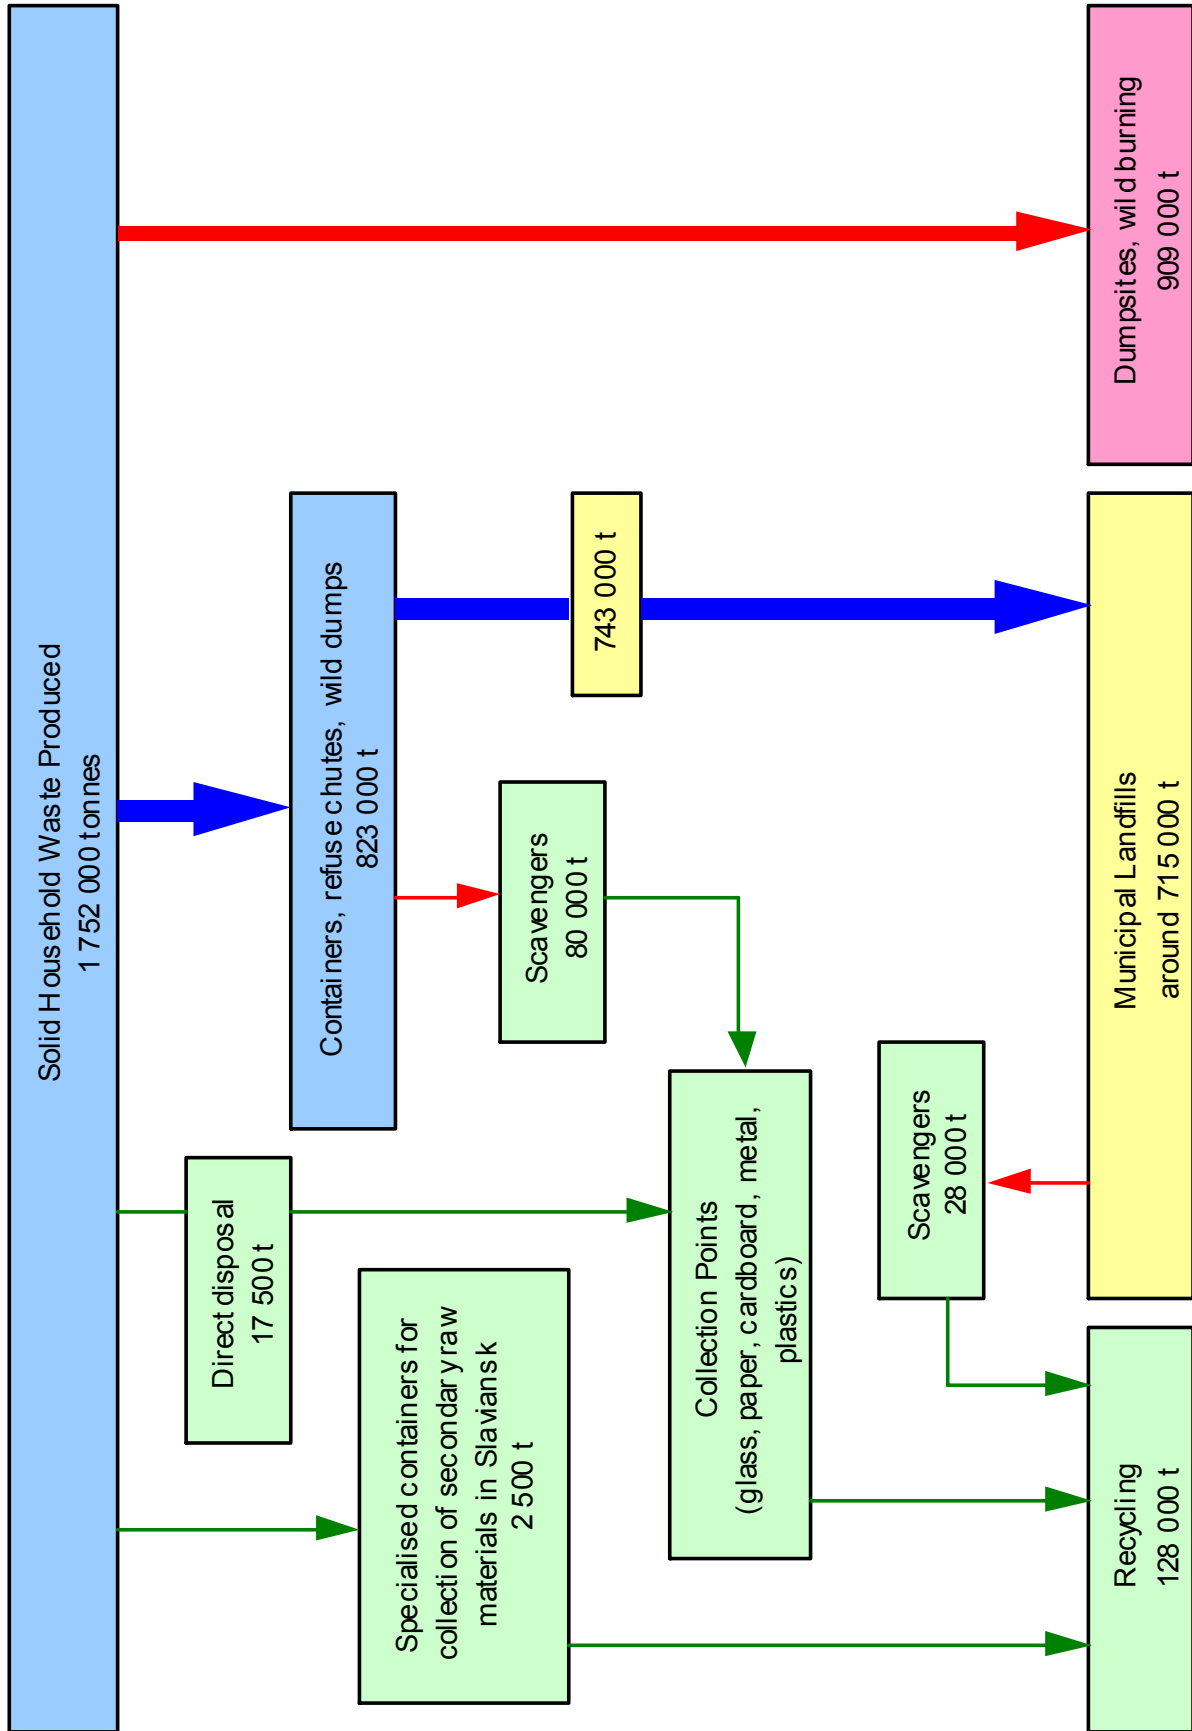 Solid Household Waste Produced
1 752 000 tonnes
Direct disposal
17 500 t
Containers, refuse chutes, wild dumps
823 000 t
Specialised containers for
collection of secondary raw
materials in Slaviansk
2 500 t
Scavengers
80 000 t
743 000 t
Collection Points
(glass, paper, cardboard, metal,
plastics)
Scavengers
28 000 t
Recycling
128 000 t
Municipal Landfills
around 715 000 t
Dumpsites, wild burning
909 000 t